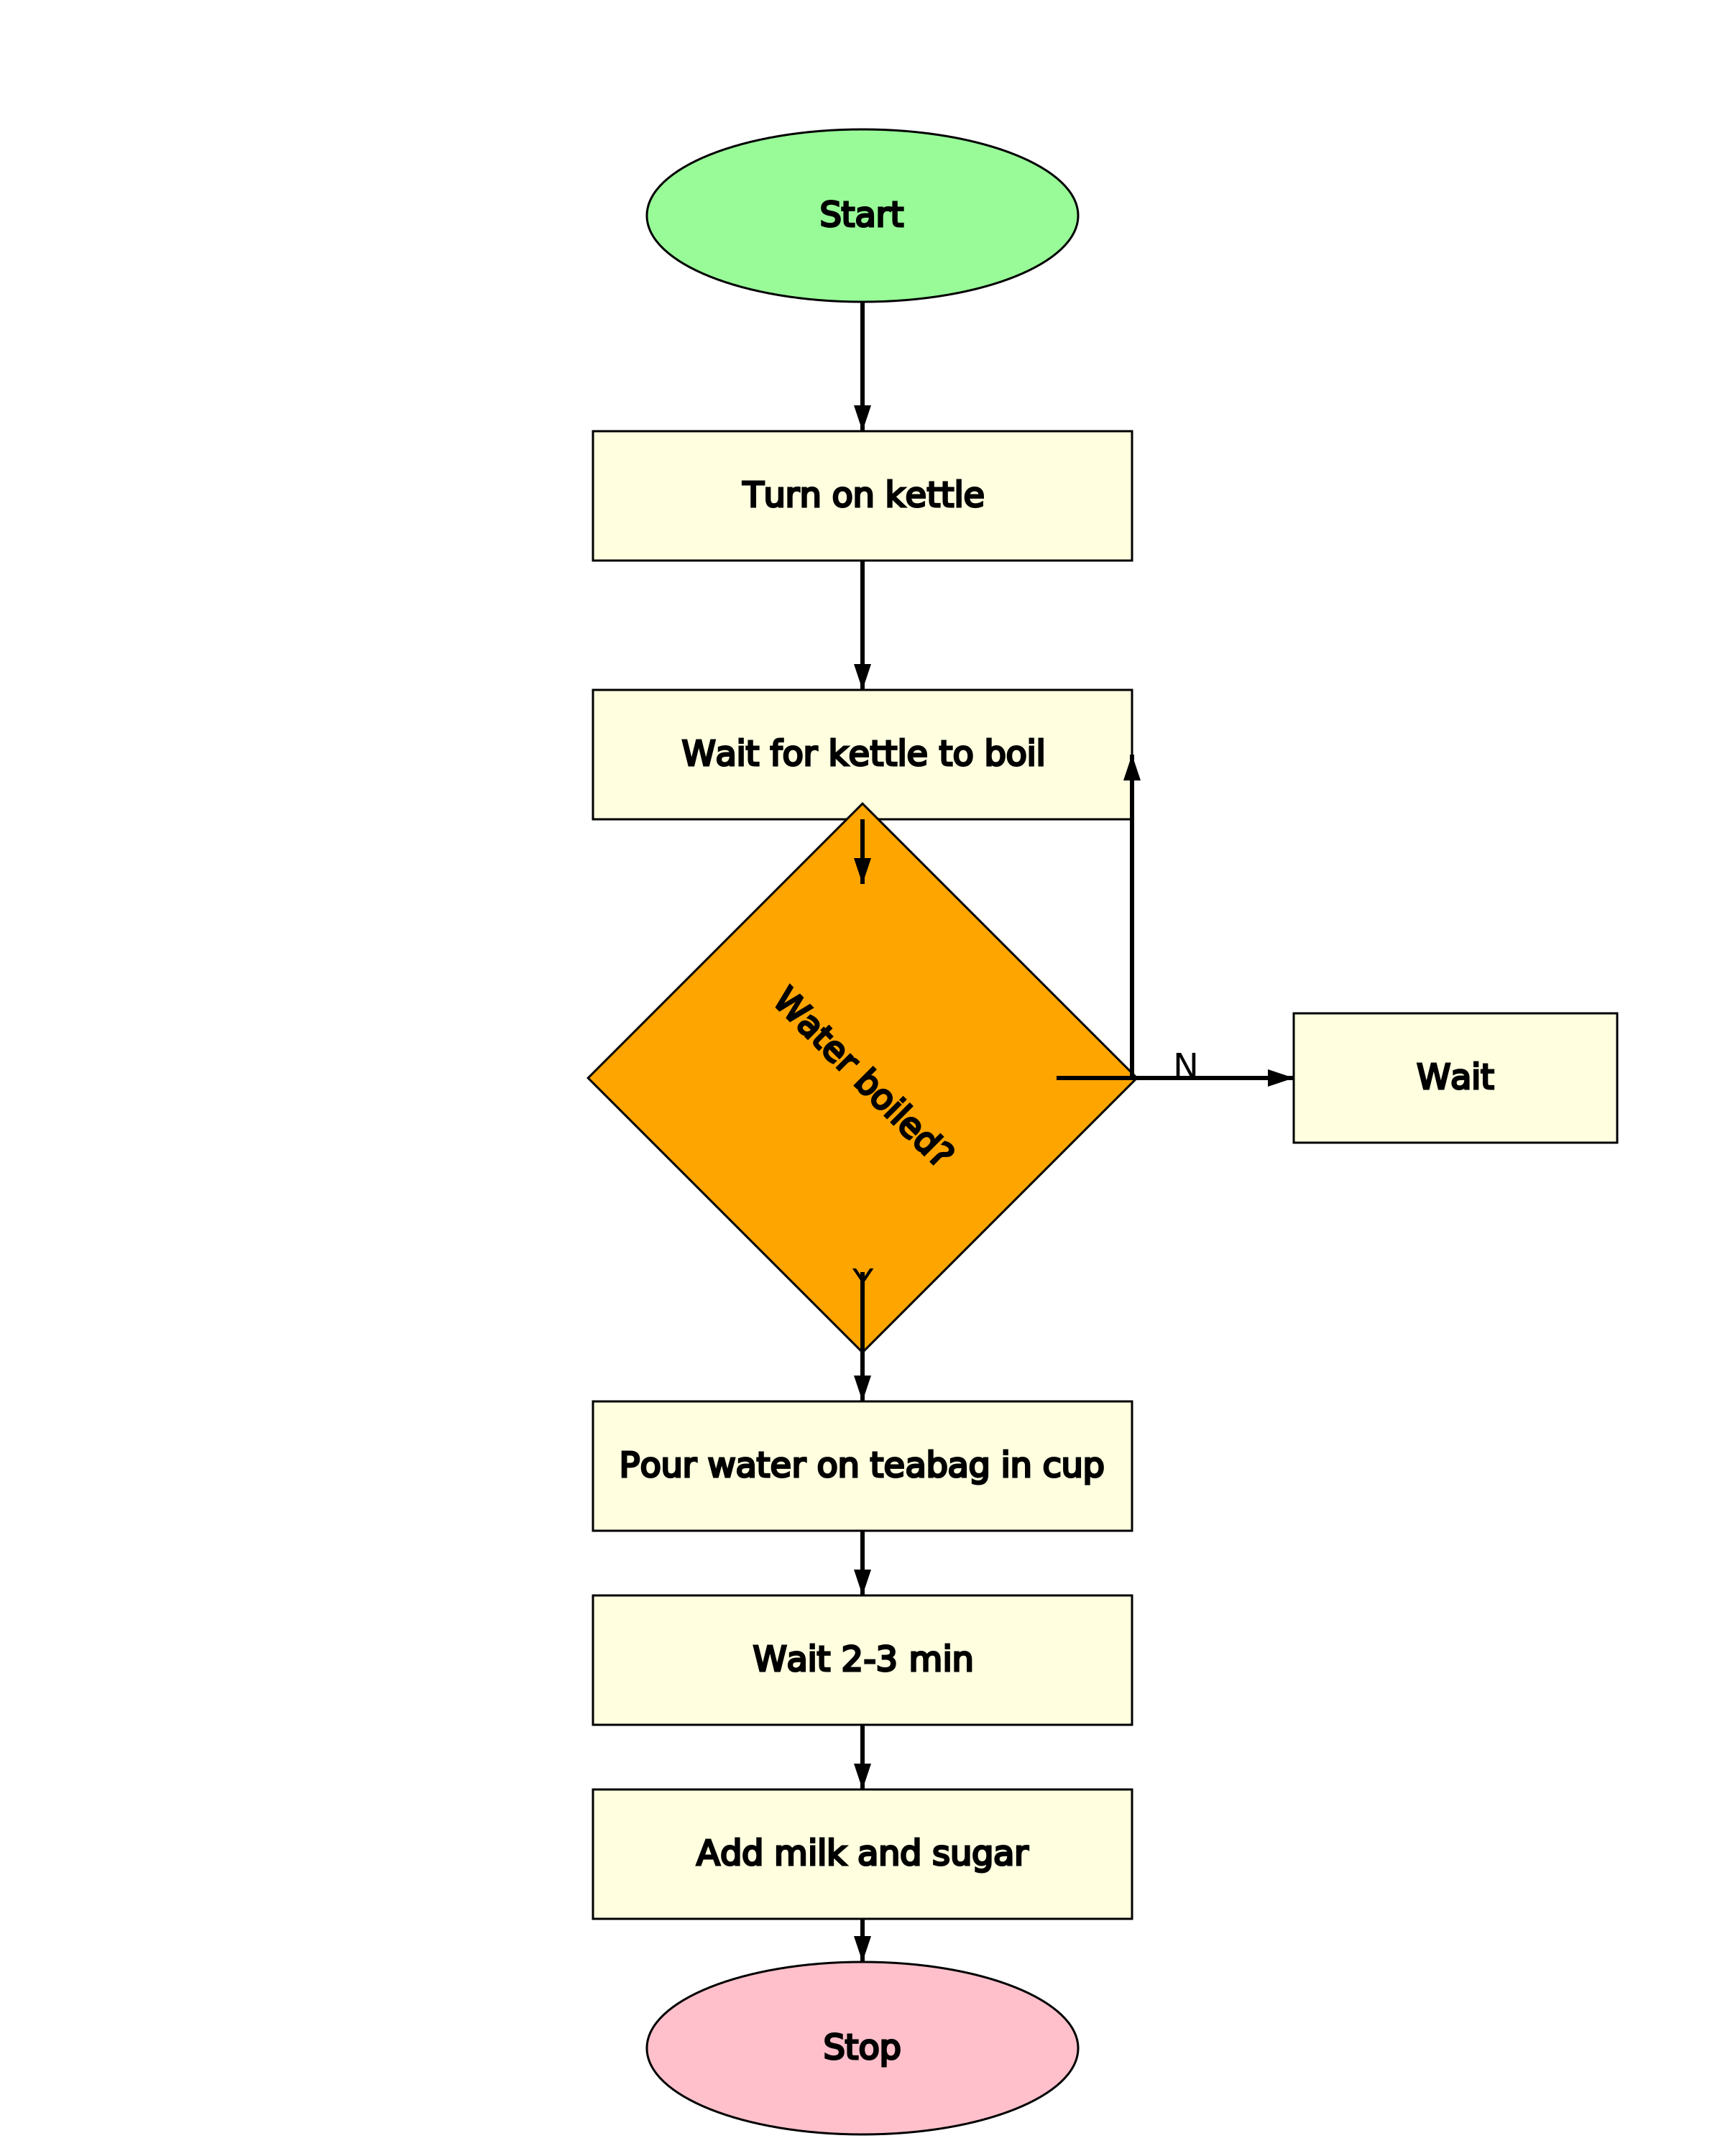 Start
Turn on kettle
Wait for kettle to boil
Water boiled?
N
Wait
Y
Pour water on teabag in cup
Wait 2-3 min
Add milk and sugar
Stop